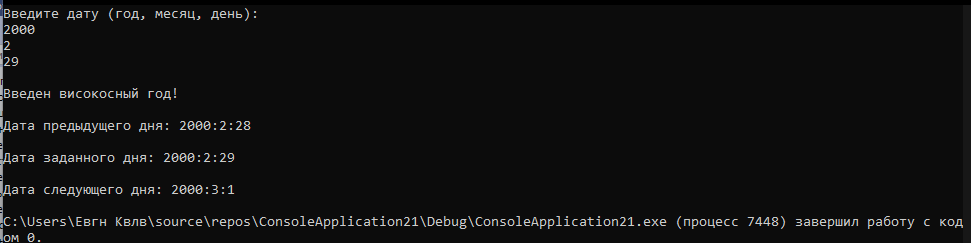 Введите дату (год, месяц, день):
2000
2
29
Введен високосный год!
Дата предыдущего дня: 2000:2:28
Дата заданного дня: 2000:2:29
Дата следующего дня: 2000:3:1
C:\Users\Евгн Квлв\source\repos\ConsoleApplication21\Debug\ConsoleApplication21.exe (процесс 7448) завершил работу с код
ом 0.